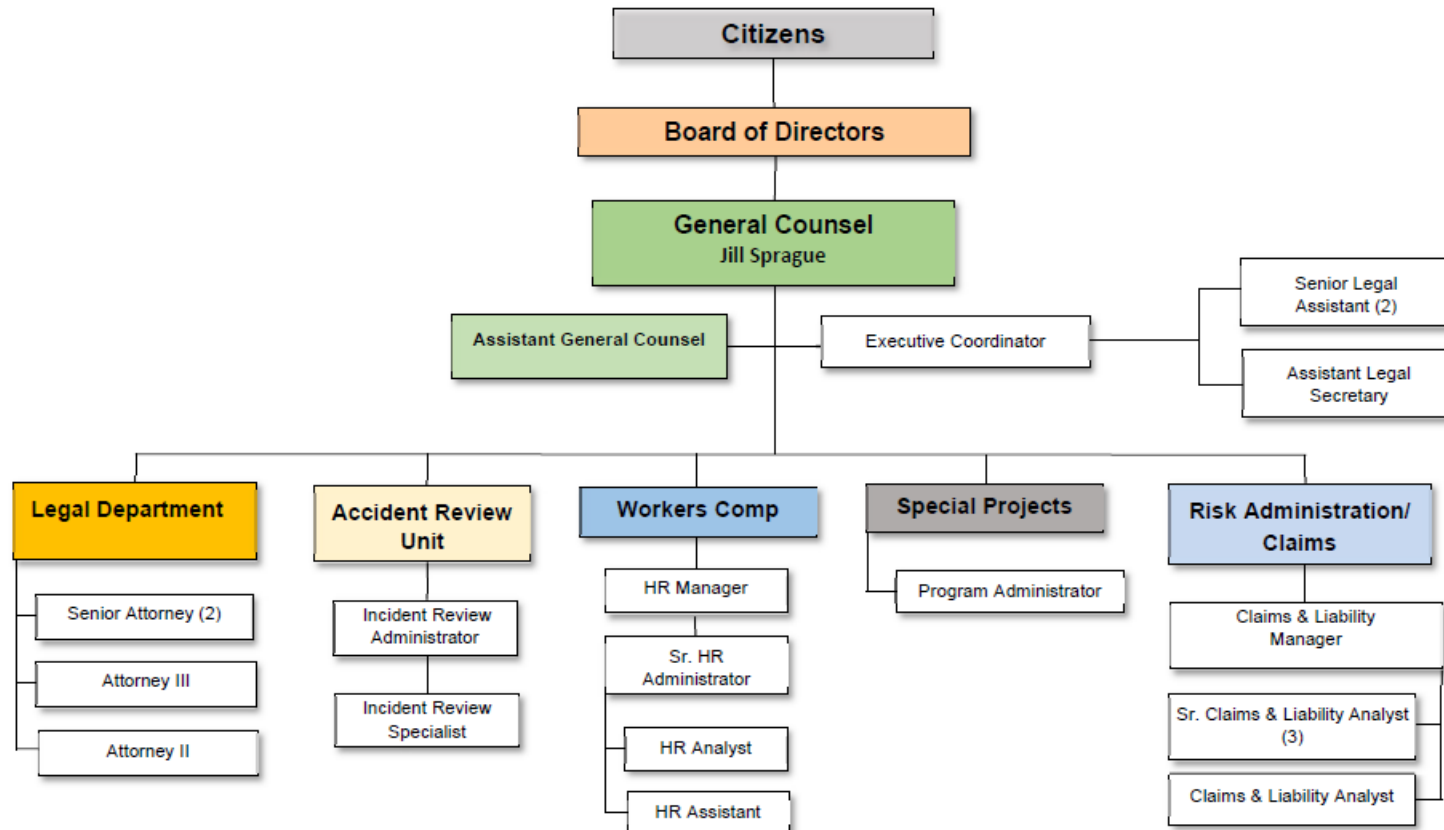 Citizens
Board of Directors
General Counsel
Jill Sprague
Assistant General Counsel
Executive Coordinator
Senior Legal
Assistant (2)
Assistant Legal
Secretary
Legal Department
Senior Attorney (2)
Attorney III
Attorney II
Accident Review
Unit
Incident Review
Administrator
Incident Review
Specialist
Workers Comp
HR Manager
Sr. HR
Administrator
HR Analyst
HR Assistant
Special Projects
Program Administrator
Risk Administration/
Claims
Claims & Liability
Manager
Sr. Claims & Liability Analyst
(3)
Claims & Liability Analyst